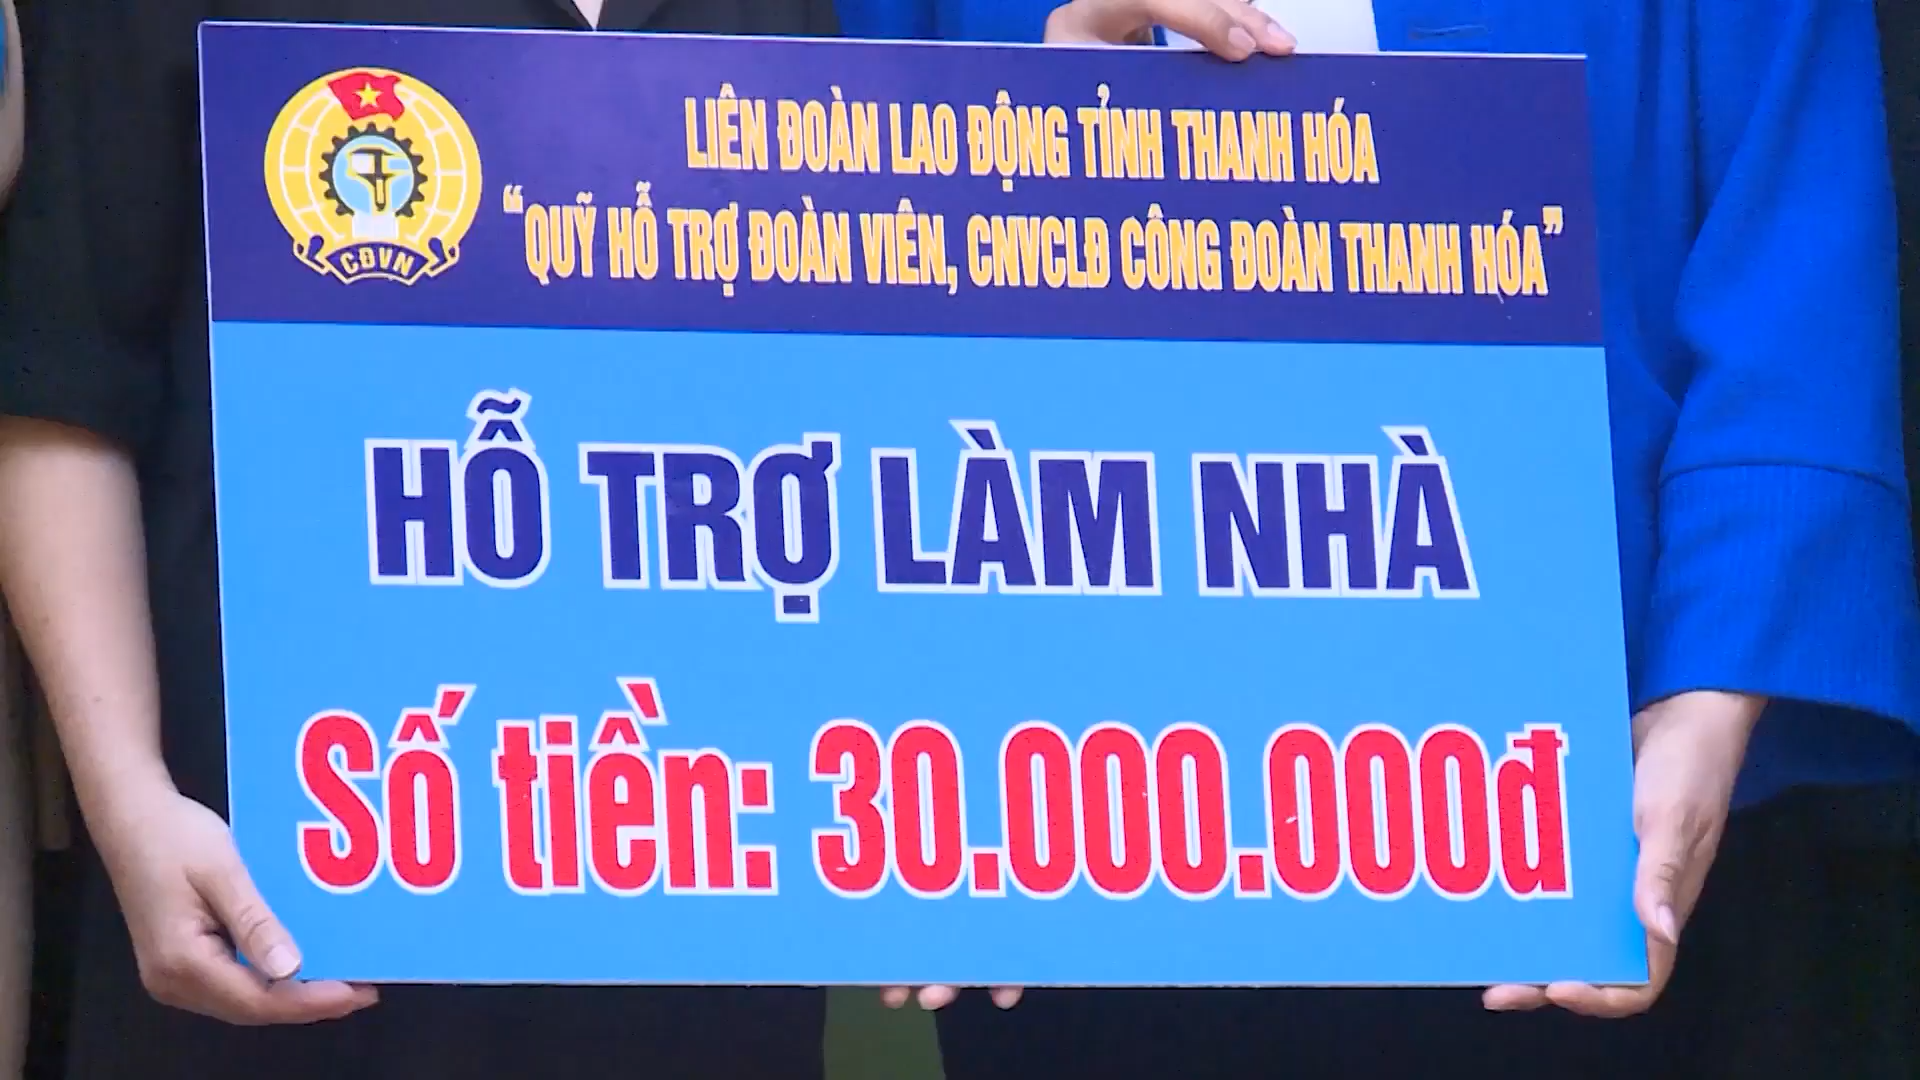 LIÊN ĐOÀN LAO ĐỘNG TỈNH THANH HÓA
“QUỸ HỖ TRỢ ĐOÀN VIÊN, CNVCLĐ CÔNG ĐOÀN THANH HÓA”
CĐVN
HỖ TRỢ LÀM NHÀ
Số tiền: 30.000.000đ